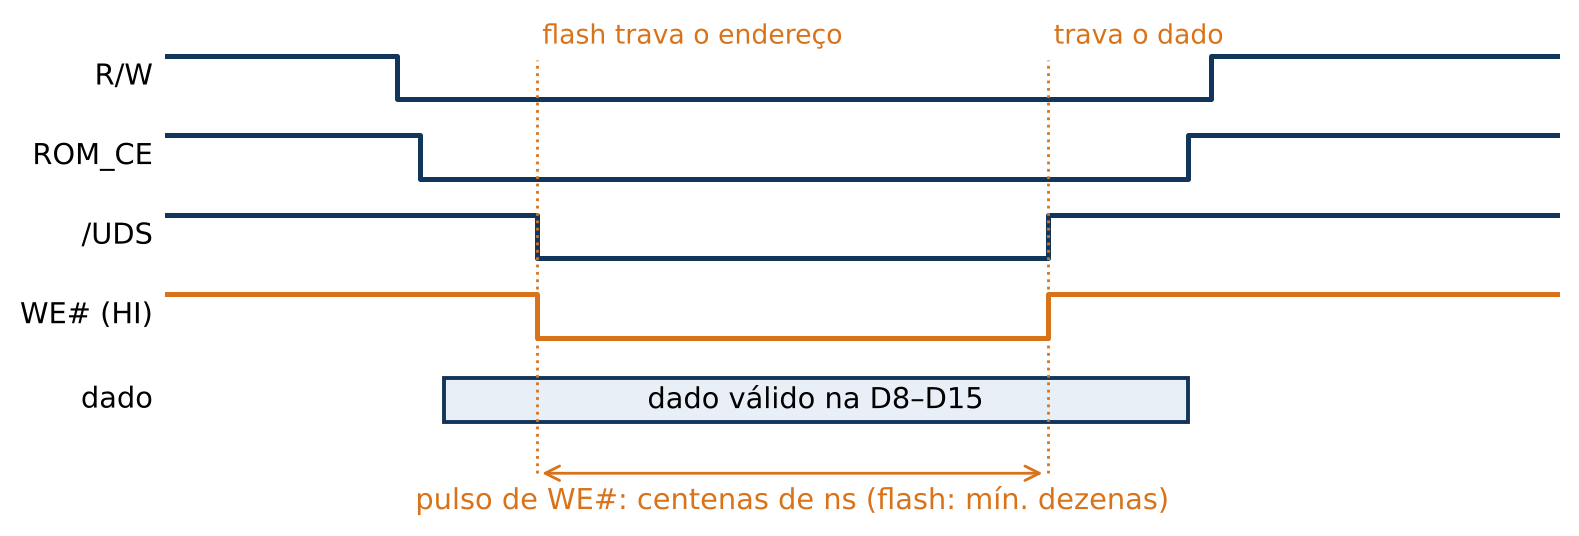 flash trava o endereço
trava o dado
R/W
ROM_CE
/UDS
WE# (HI)
dado
dado válido na D8–D15
pulso de WE#: centenas de ns (flash: mín. dezenas)